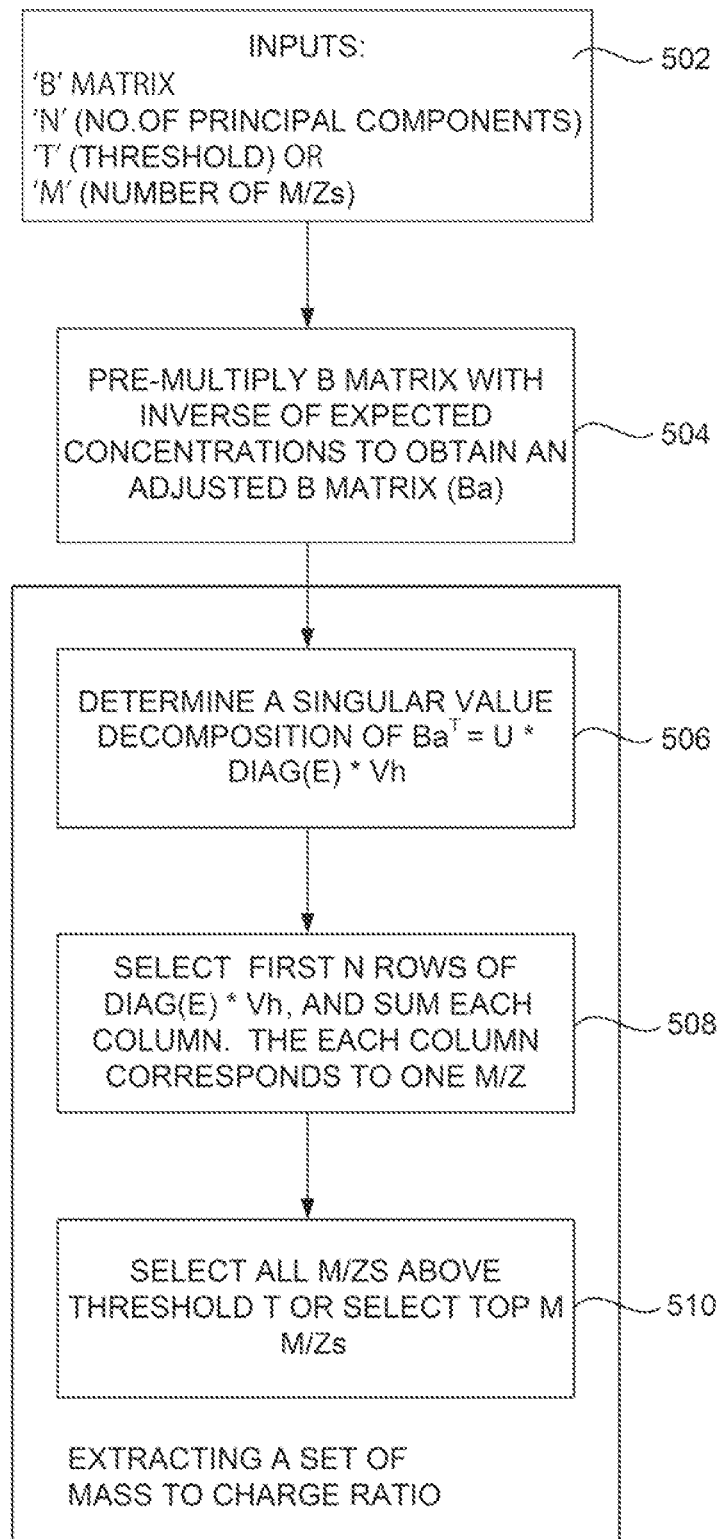 INPUTS:
'B' MATRIX
'N' (NO.OF PRINCIPAL COMPONENTS)
'T' (THRESHOLD) OR
'M' (NUMBER OF M/Zs)
502
PRE-MULTIPLY B MATRIX WITH
INVERSE OF EXPECTED
CONCENTRATIONS TO OBTAIN AN
ADJUSTED B MATRIX (Ba)
504
DETERMINE A SINGULAR VALUE
DECOMPOSITION OF Baᵀ = U *
DIAG(E) * Vh
506
SELECT FIRST N ROWS OF
DIAG(E) * Vh, AND SUM EACH
COLUMN. THE EACH COLUMN
CORRESPONDS TO ONE M/Z
508
SELECT ALL M/ZS ABOVE
THRESHOLD T OR SELECT TOP M
M/Zs
510
EXTRACTING A SET OF
MASS TO CHARGE RATIO